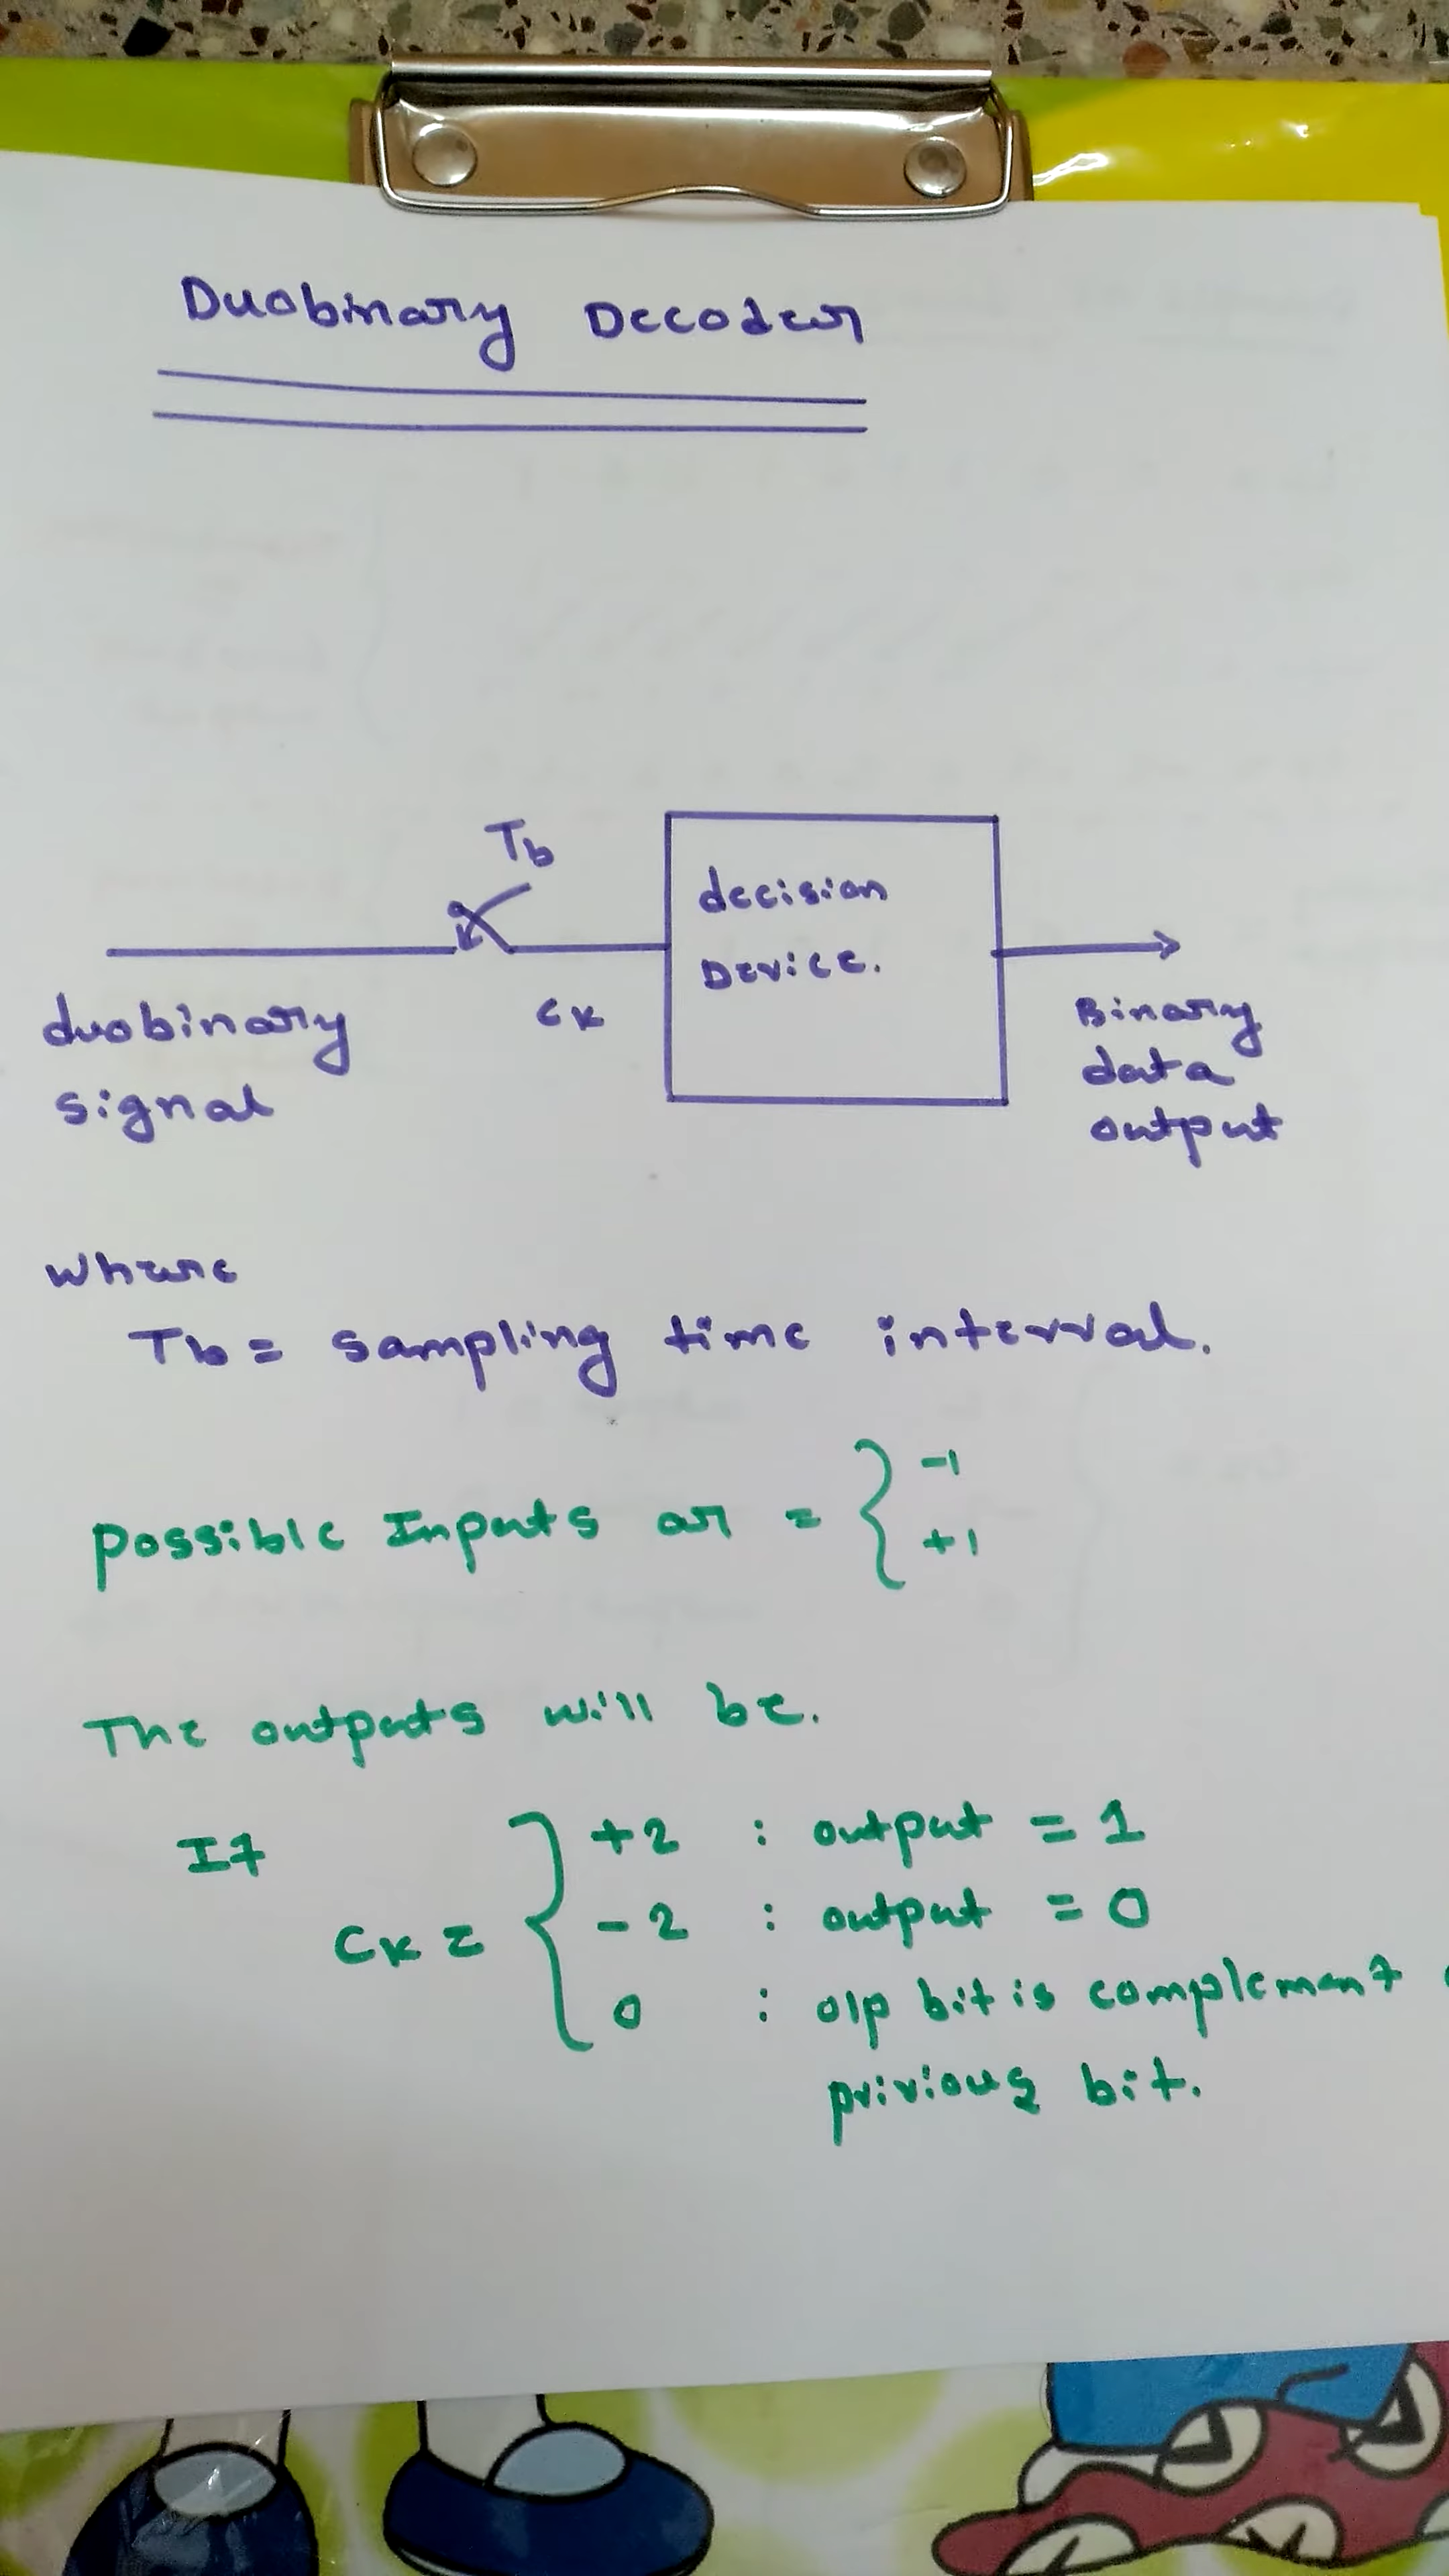 Duobinary Decoder
Tb
decision
Device.
duobinary
signal
CK
Binary
data
output
where
Tb = sampling time interval.
possible Inputs ar = { -1
+1
The outputs will be.
If
CK = { +2 : output = 1
-2 : output = 0
0 : o/p bit is complement
privious bit.